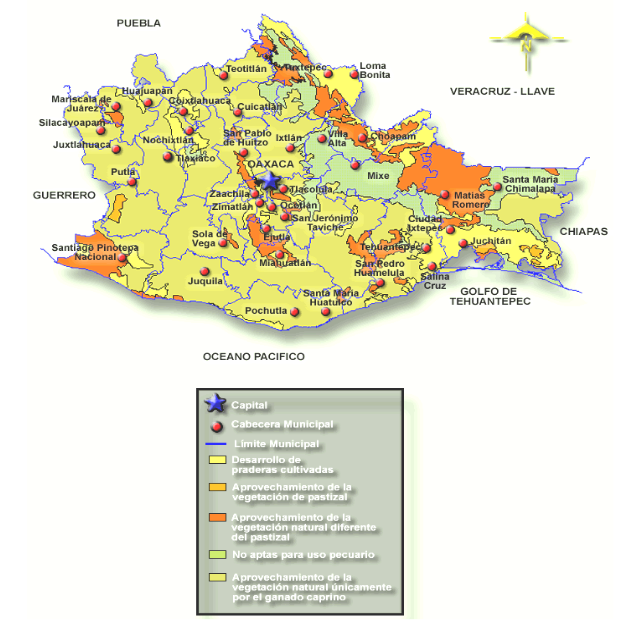 PUEBLA
N
Loma
Bonita
Teotitlán
Tuxtepec
VERACRUZ - LLAVE
Huajuapán
Mariscala de
Juárez
Coixtlahuaca
Cuicatlán
Silacayoapam
San Pablo
de Huitzo
Ixtlán
Villa
Alta
Choapam
Juxtlahuaca
Nochixtlán
Tlaxiaco
OAXACA
Mixe
Santa Maria
Chimalapa
Putla
GUERRERO
Zaachila
Tlacolula
Matías
Romero
Zimatlán
Ocotlán
San Jerónimo
Taviche
Ciudad
Ixtepec
CHIAPAS
Sola de
Vega
Ejutla
Santiago Pinotepa
Nacional
Tehuantepec
Juchitán
Miahuatlán
San Pedro
Huamelula
Juquila
Salina
Cruz
GOLFO DE
TEHUANTEPEC
Santa María
Huatulco
Pochutla
OCEANO PACIFICO
Capital
Cabecera Municipal
Límite Municipal
Desarrollo de
praderas cultivadas
Aprovechamiento de la
vegetación de pastizal
Aprovechamiento de la
vegetación natural diferente
del pastizal
No aptas para uso pecuario
Aprovechamiento de la
vegetación natural únicamente
por el ganado caprino